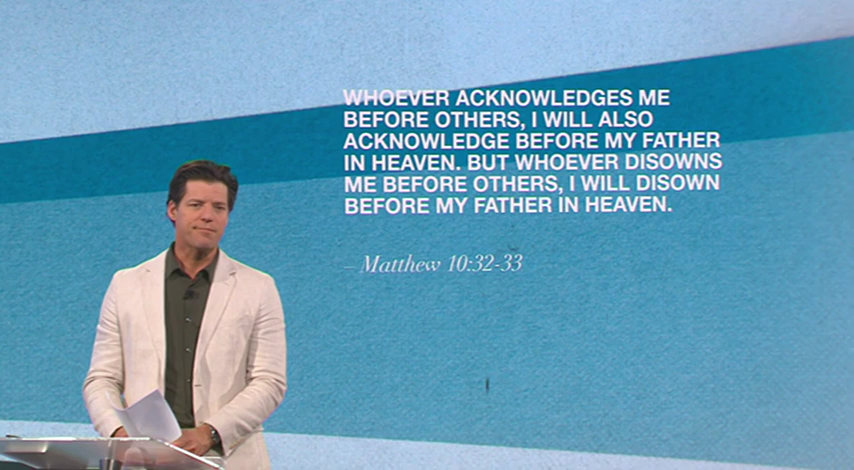 WHOEVER ACKNOWLEDGES ME
BEFORE OTHERS, I WILL ALSO
ACKNOWLEDGE BEFORE MY FATHER
IN HEAVEN. BUT WHOEVER DISOWNS
ME BEFORE OTHERS, I WILL DISOWN
BEFORE MY FATHER IN HEAVEN.
– Matthew 10:32-33